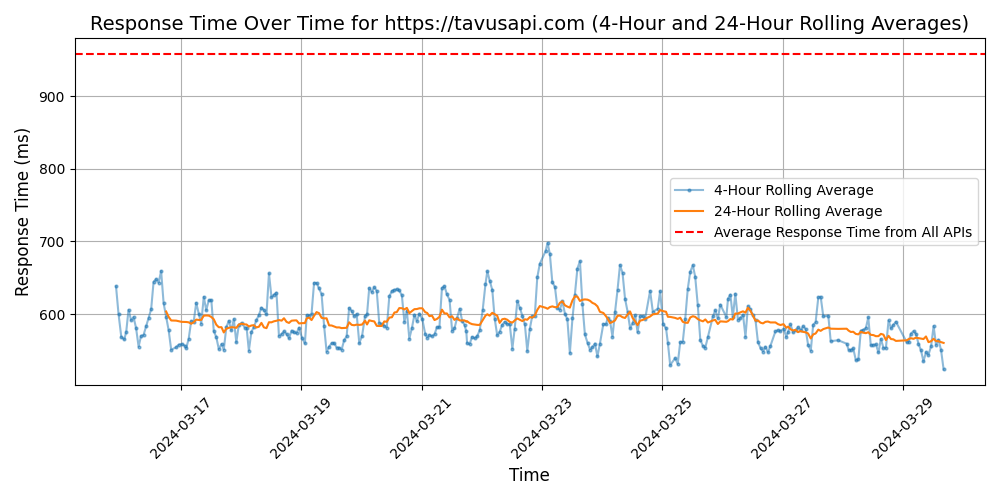 Response Time Over Time for https://tavusapi.com (4-Hour and 24-Hour Rolling Averages)
Response Time (ms)
900
800
700
600
4-Hour Rolling Average
24-Hour Rolling Average
Average Response Time from All APIs
2024-03-17
2024-03-19
2024-03-21
2024-03-23
2024-03-25
2024-03-27
2024-03-29
Time